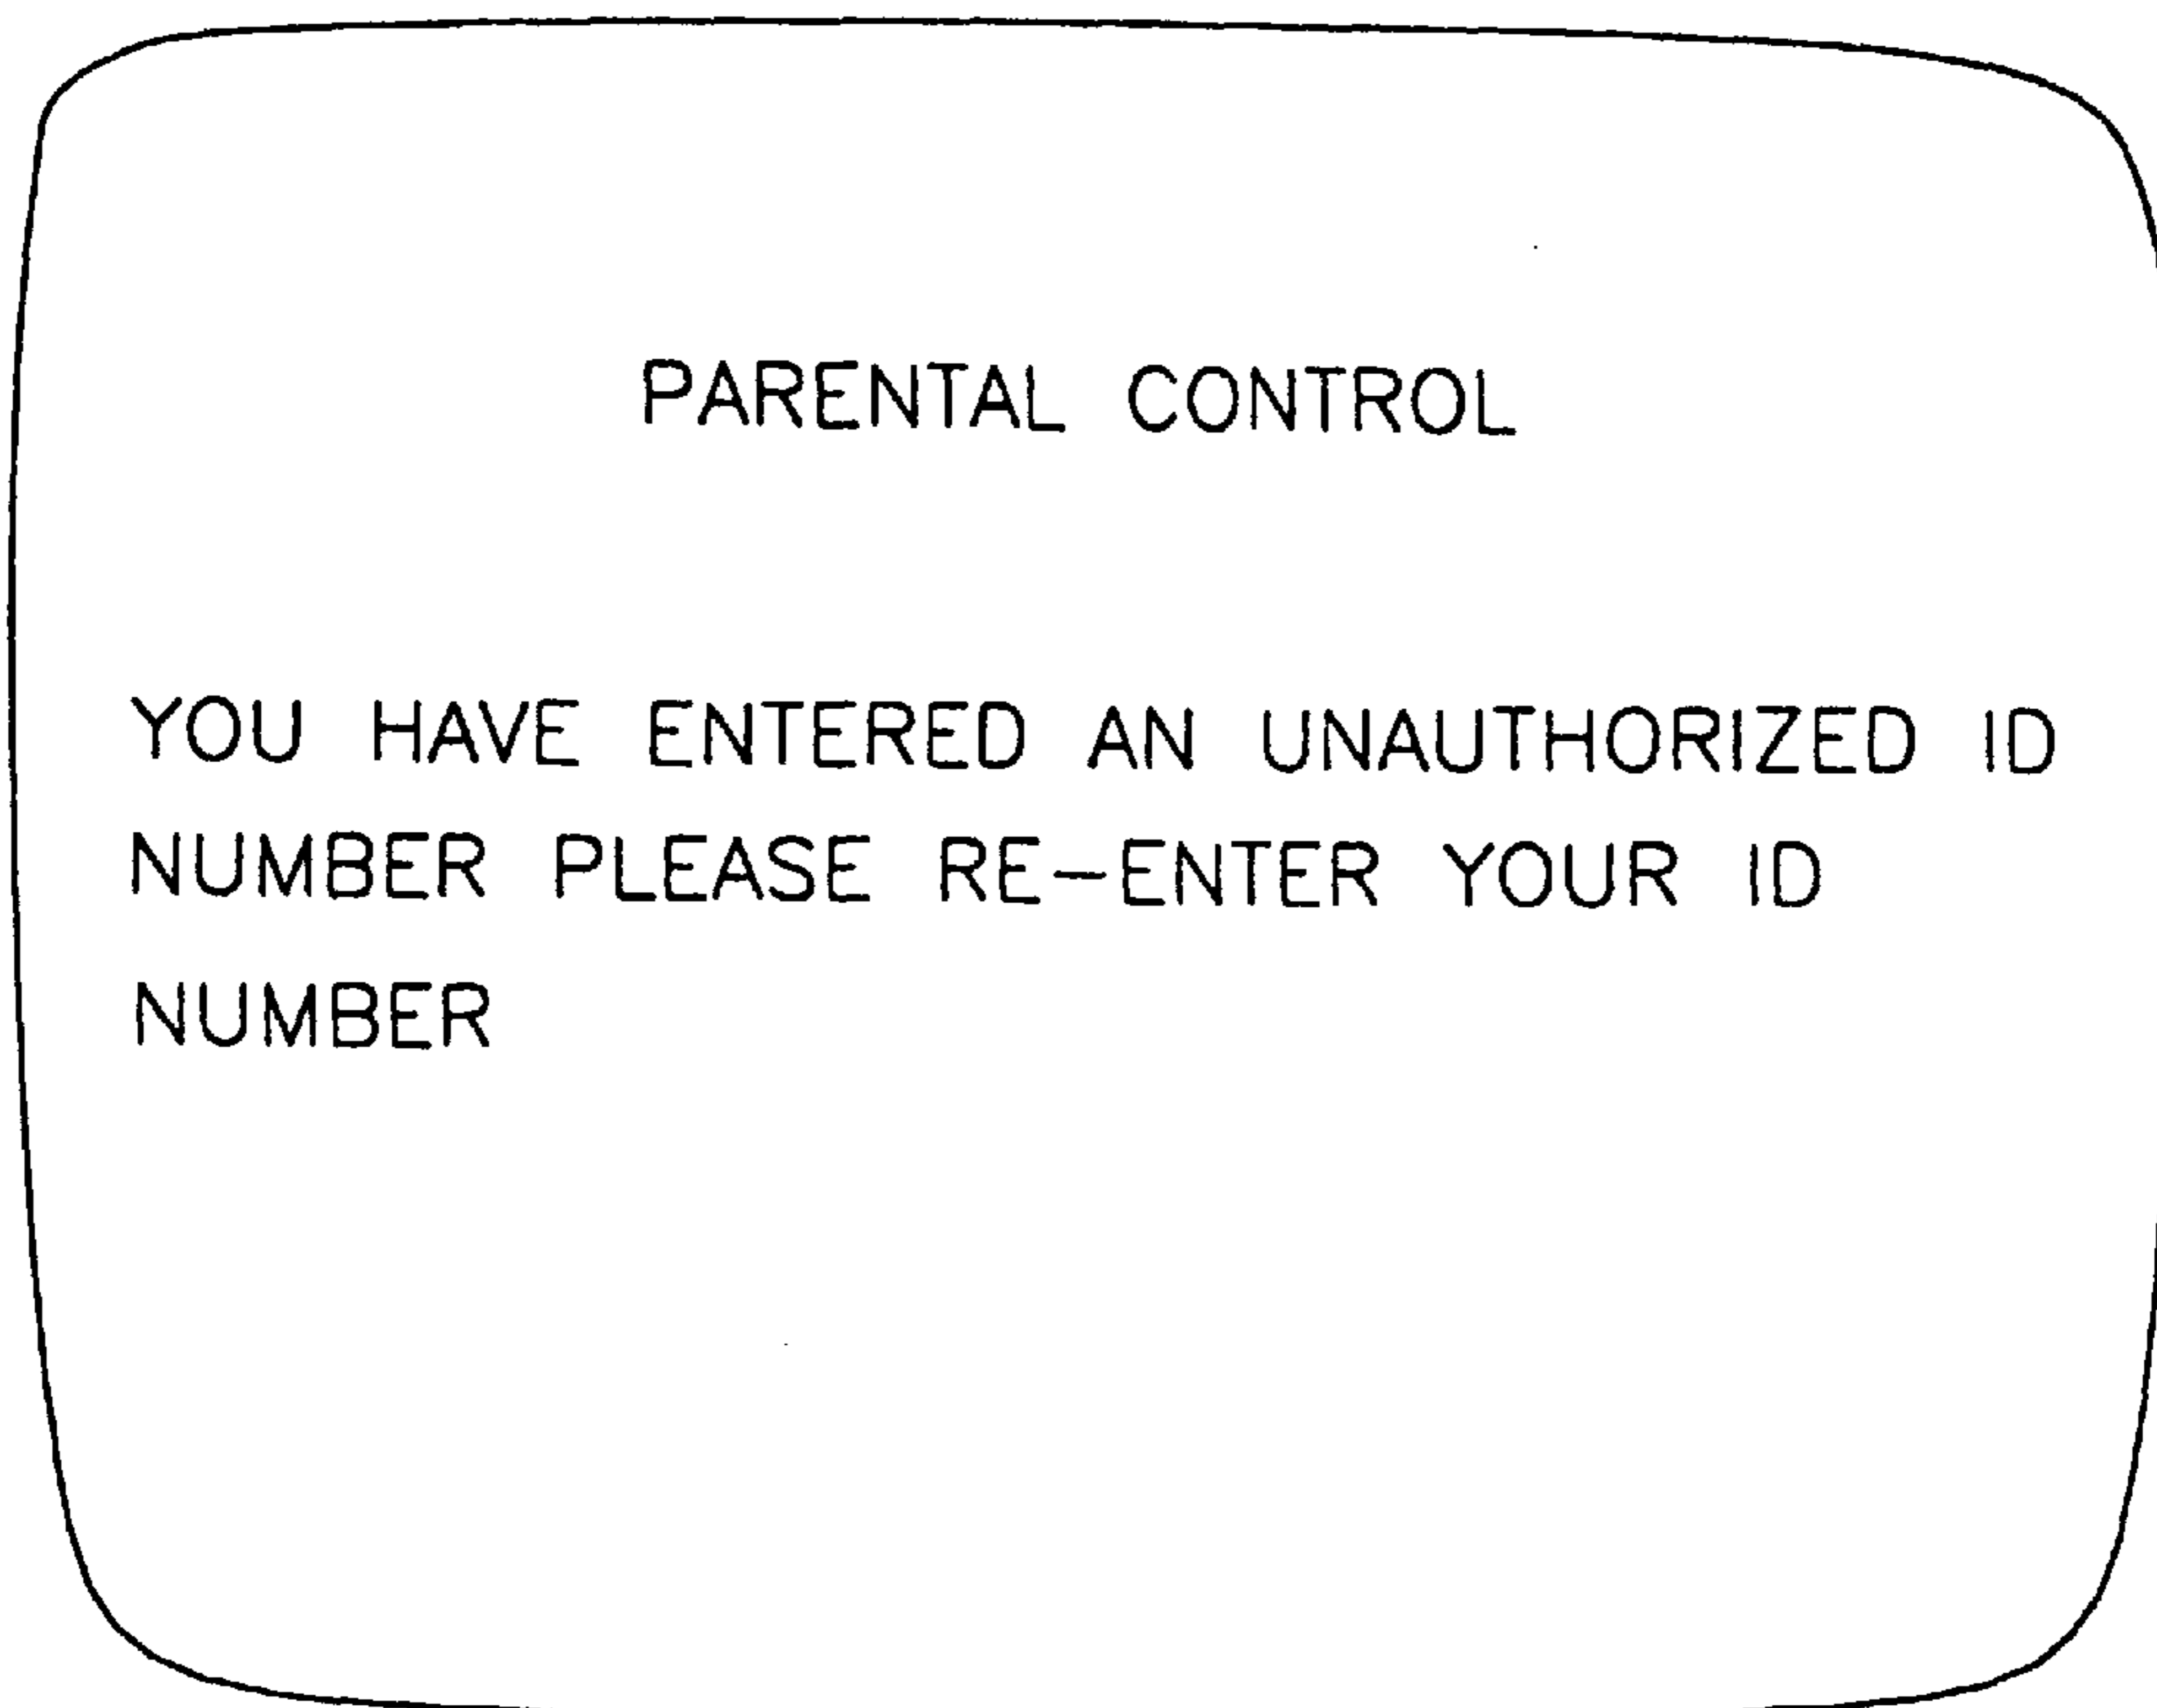 PARENTAL CONTROL
YOU HAVE ENTERED AN UNAUTHORIZED ID
NUMBER PLEASE RE-ENTER YOUR ID
NUMBER